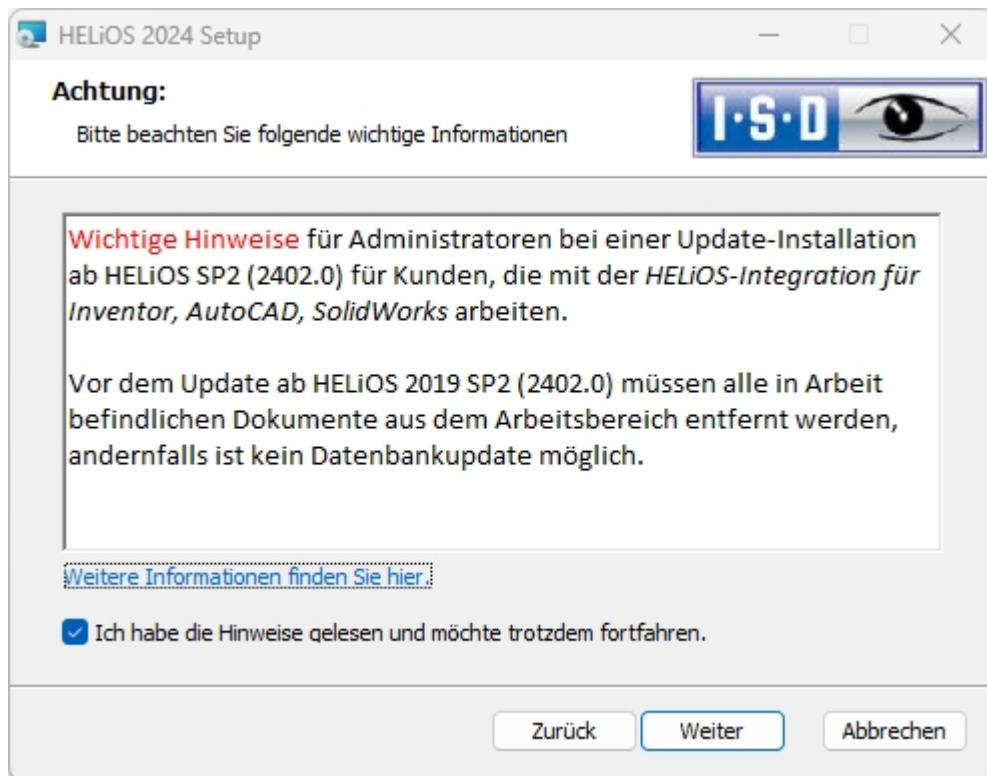 HELiOS 2024 Setup
Achtung:
Bitte beachten Sie folgende wichtige Informationen
I·S·D
Wichtige Hinweise für Administratoren bei einer Update-Installation
ab HELiOS SP2 (2402.0) für Kunden, die mit der HELiOS-Integration für
Inventor, AutoCAD, SolidWorks arbeiten.
Vor dem Update ab HELiOS 2019 SP2 (2402.0) müssen alle in Arbeit
befindlichen Dokumente aus dem Arbeitsbereich entfernt werden,
andernfalls ist kein Datenbankupdate möglich.
Weitere Informationen finden Sie hier.
Ich habe die Hinweise gelesen und möchte trotzdem fortfahren.
Zurück Weiter Abbrechen